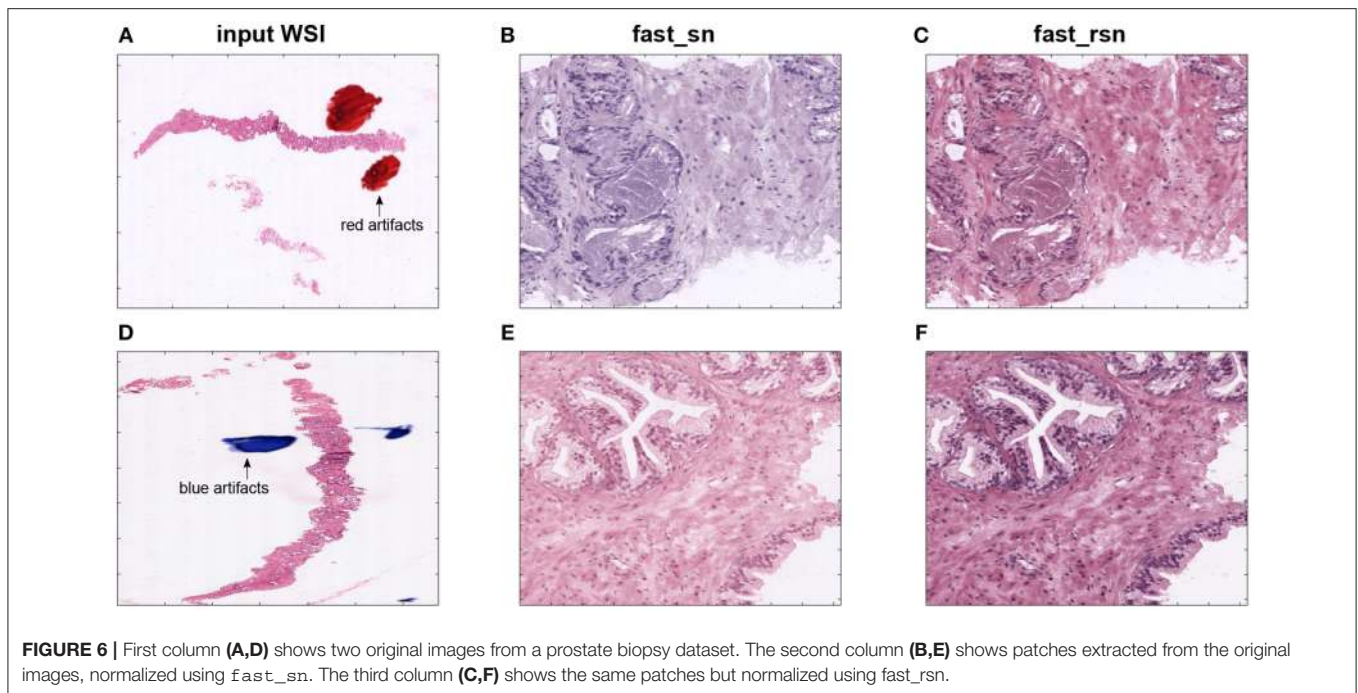 A input WSI B fast_sn C fast_rsn
red artifacts
D E F
blue artifacts
FIGURE 6 | First column (A,D) shows two original images from a prostate biopsy dataset. The second column (B,E) shows patches extracted from the original
images, normalized using fast_sn. The third column (C,F) shows the same patches but normalized using fast_rsn.